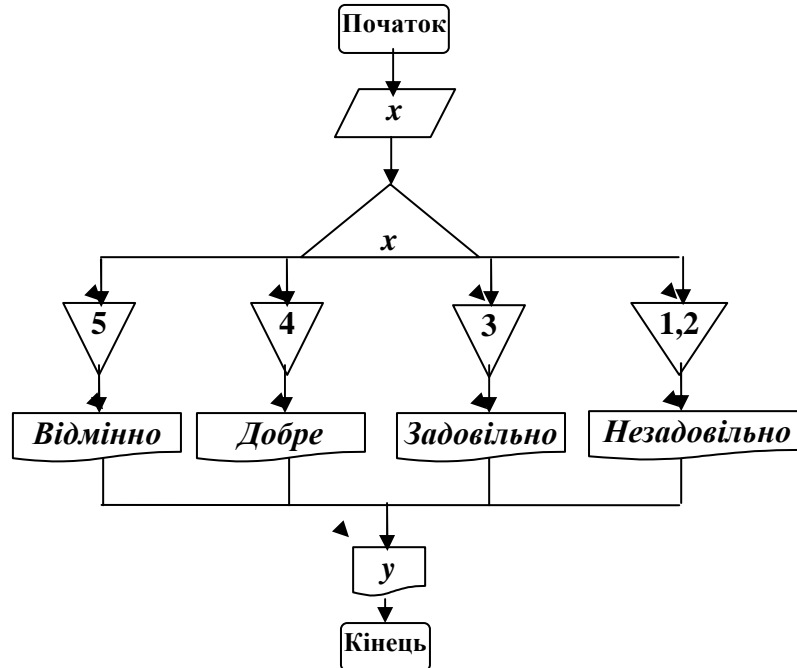 Початок
x
x
5 4 3 1,2
Відмінно Добре Задовільно Незадовільно
y
Кінець